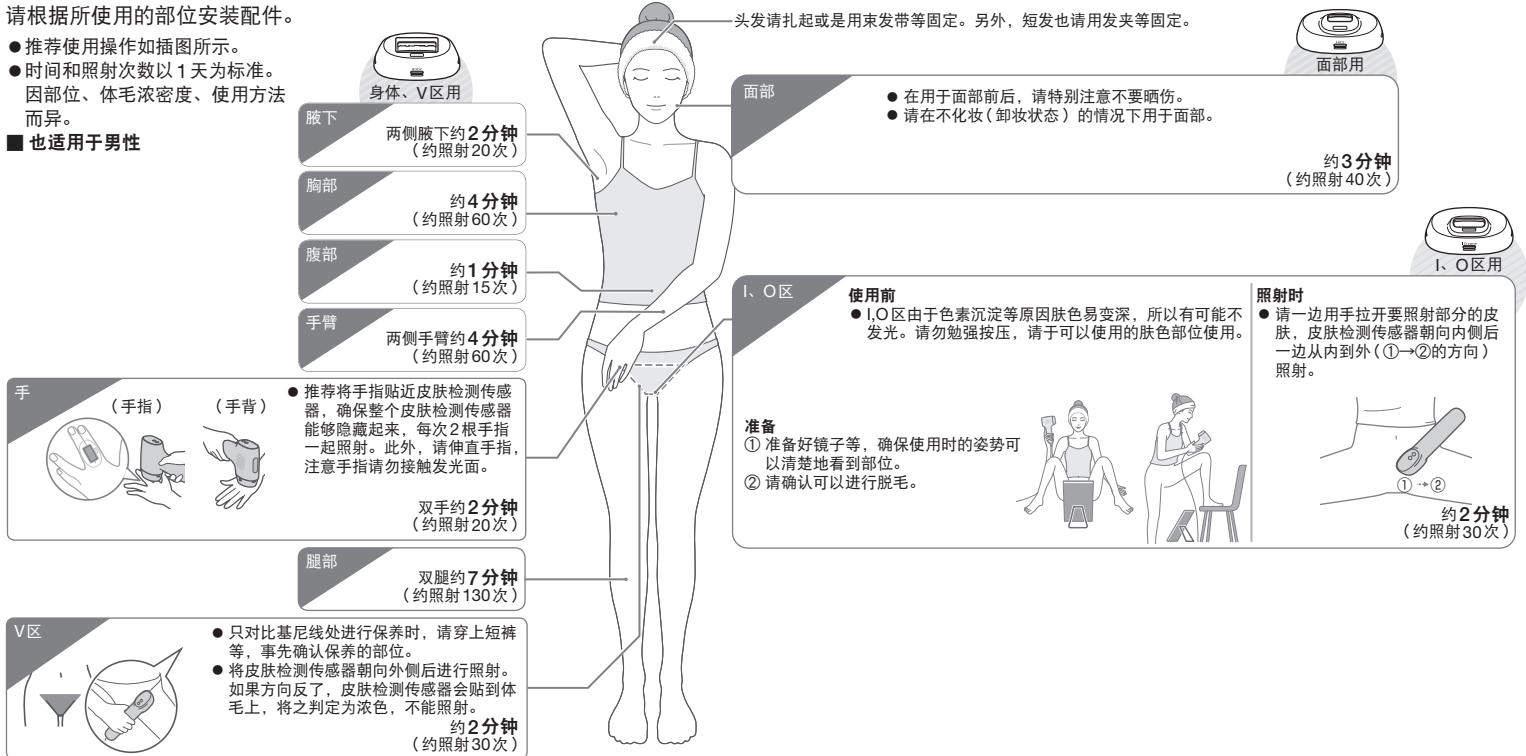 请根据所使用的部位安装配件。
●推荐使用操作如插图所示。
●时间和照射次数以1天为标准。
因部位、体毛浓密度、使用方法
而异。
■ 也适用于男性
身体、V区用
腋下
两侧腋下约2分钟
（约照射20次）
胸部
约4分钟
（约照射60次）
腹部
约1分钟
（约照射15次）
手臂
两侧手臂约4分钟
（约照射60次）
手
（手指）
（手背）
● 推荐将手指贴近皮肤检测传感
器，确保整个皮肤检测传感器
能够隐藏起来，每次2根手指
一起照射。此外，请伸直手指，
注意手指请勿接触发光面。
双手约2分钟
（约照射20次）
腿部
双腿约7分钟
（约照射130次）
V区
● 只对比基尼线处进行保养时，请穿上短裤
等，事先确认保养的部位。
● 将皮肤检测传感器朝向外侧后进行照射。
如果方向反了，皮肤检测传感器会贴到体
毛上，将之判定为浓色，不能照射。
约2分钟
（约照射30次）
头发请扎起或是用束发带等固定。另外，短发也请用发夹等固定。
面部用
面部
● 在用于面部前后，请特别注意不要晒伤。
● 请在不化妆（卸妆状态）的情况下用于面部。
约3分钟
（约照射40次）
I、O区用
I、O区
使用前
● I,O区由于色素沉淀等原因肤色易变深，所以有可能不
发光。请勿勉强按压，请于可以使用的肤色部位使用。
准备
① 准备好镜子等，确保使用时的姿势可
以清楚地看到部位。
② 请确认可以进行脱毛。
照射时
● 请一边用手拉开要照射部分的皮
肤，皮肤检测传感器朝向内侧后
一边从内到外（①→②的方向）
照射。
① ⇢ ②
约2分钟
（约照射30次）